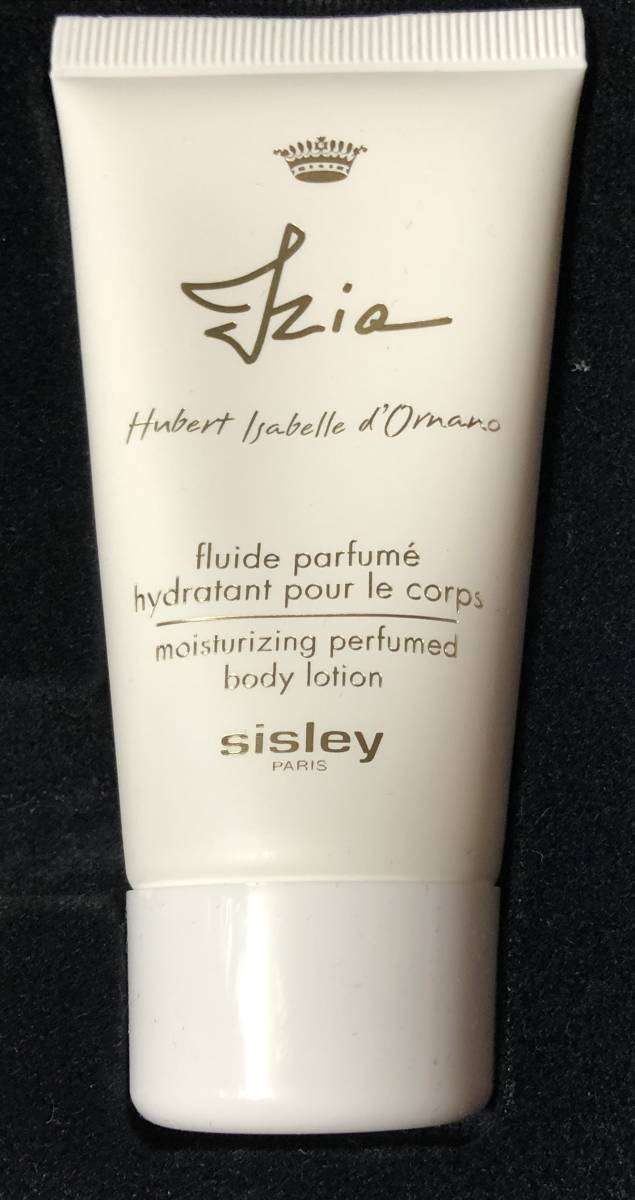 Izia
Hubert Isabelle d'Ornano
fluide parfumé
hydratant pour le corps
moisturizing perfumed
body lotion
sisley
PARIS